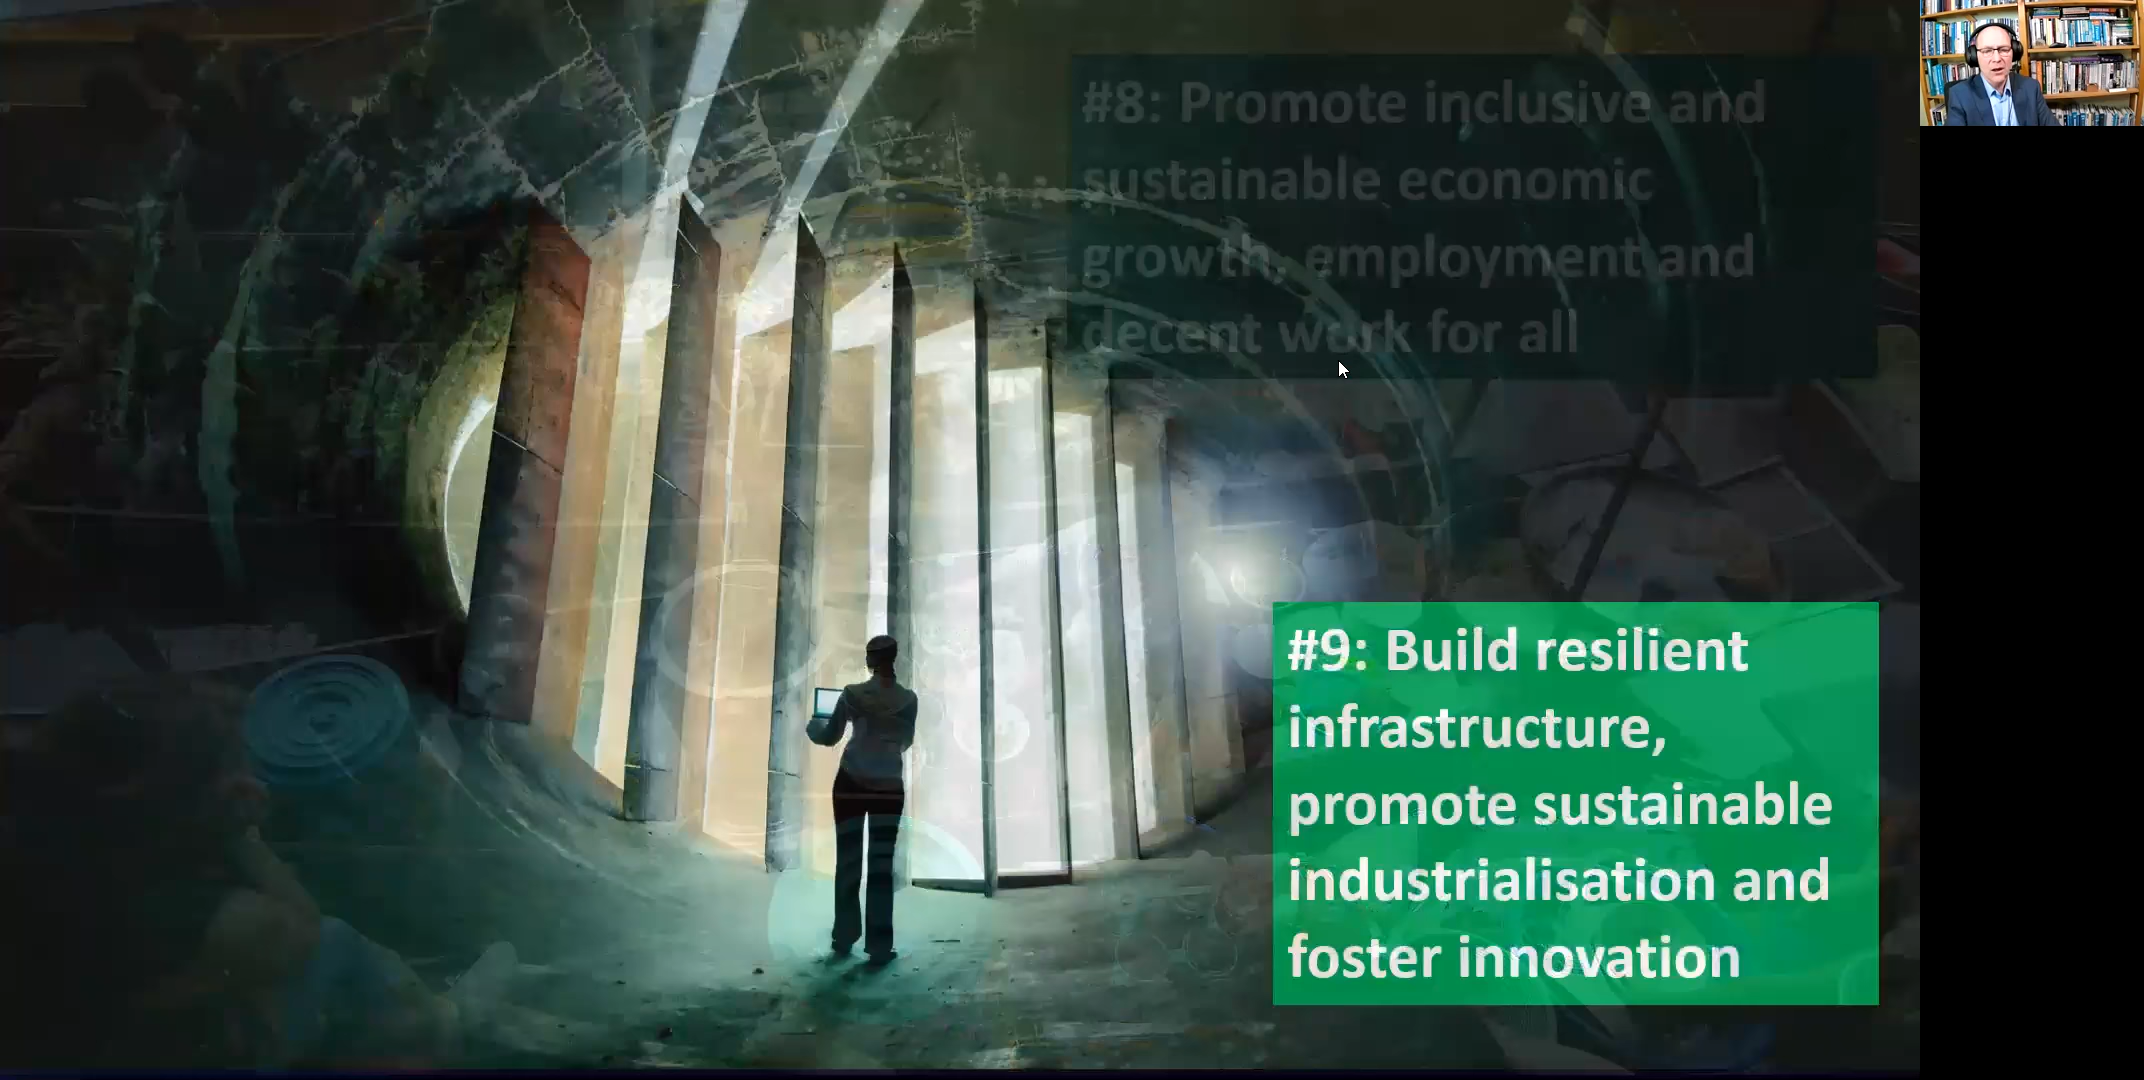 #8: Promote inclusive and
sustainable economic
growth, employment and
decent work for all
#9: Build resilient
infrastructure,
promote sustainable
industrialisation and
foster innovation